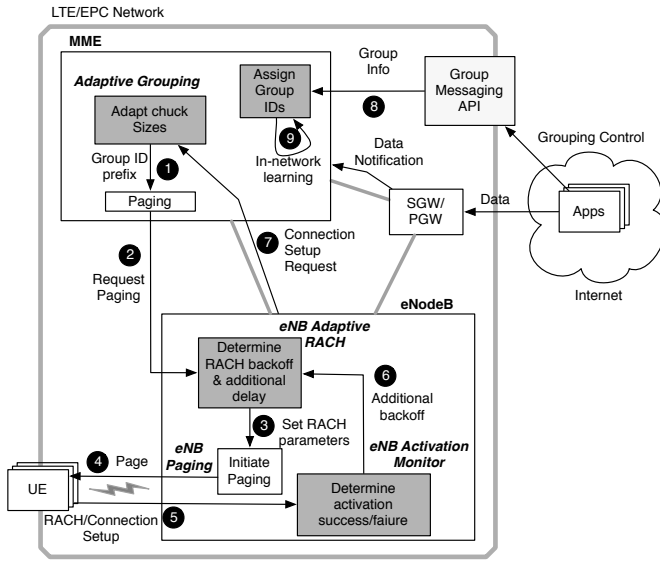 LTE/EPC Network
MME
Adaptive Grouping
Adapt chuck
Sizes
Assign
Group
IDs
Group
Info
8
Group
Messaging
API
9
In-network
learning
Group ID
prefix
1
Paging
Data
Notification
Grouping Control
SGW/
PGW
Data
Apps
Internet
2
Request
Paging
7
Connection
Setup
Request
eNodeB
eNB Adaptive
RACH
Determine
RACH backoff
& additional
delay
6
Additional
backoff
3
Set RACH
parameters
eNB
Paging
Initiate
Paging
eNB Activation
Monitor
Determine
activation
success/faiure
4
Page
UE
RACH/Connection
Setup
5